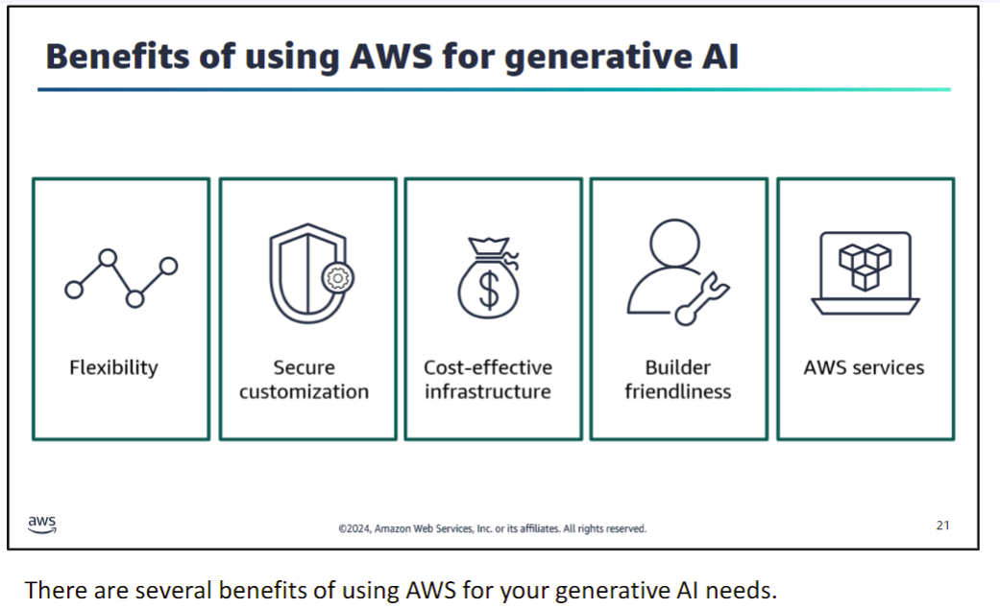 Benefits of using AWS for generative AI
Flexibility
Secure
customization
$
Cost-effective
infrastructure
Builder
friendliness
AWS services
aws
©2024, Amazon Web Services, Inc. or its affiliates. All rights reserved.
21
There are several benefits of using AWS for your generative AI needs.